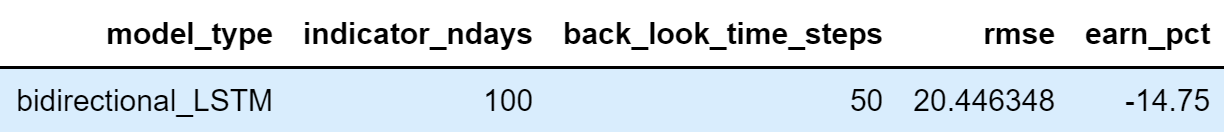 model_type indicator_ndays back_look_time_steps rmse earn_pct
bidirectional_LSTM 100 50 20.446348 -14.75